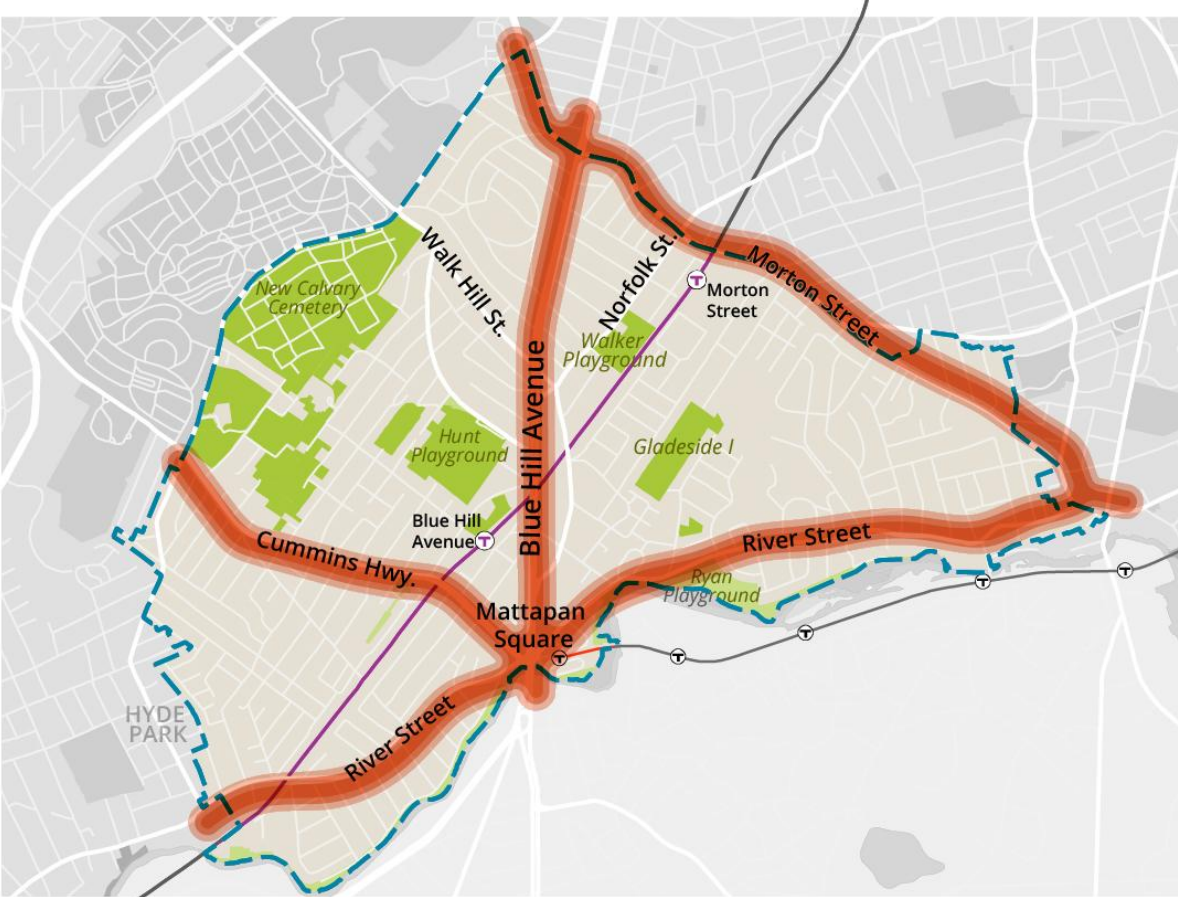 Walk Hill St.
Norfolk St.
Morton
Street
Morton Street
New Calvary
Cemetery
Walker
Playground
Blue Hill Avenue
Hunt
Playground
Gladeside I
Blue Hill
Avenue
T
T
Cummins Hwy.
River Street
Ryan
Playground
Mattapan
Square
T
T
T
T
T
HYDE
PARK
River Street